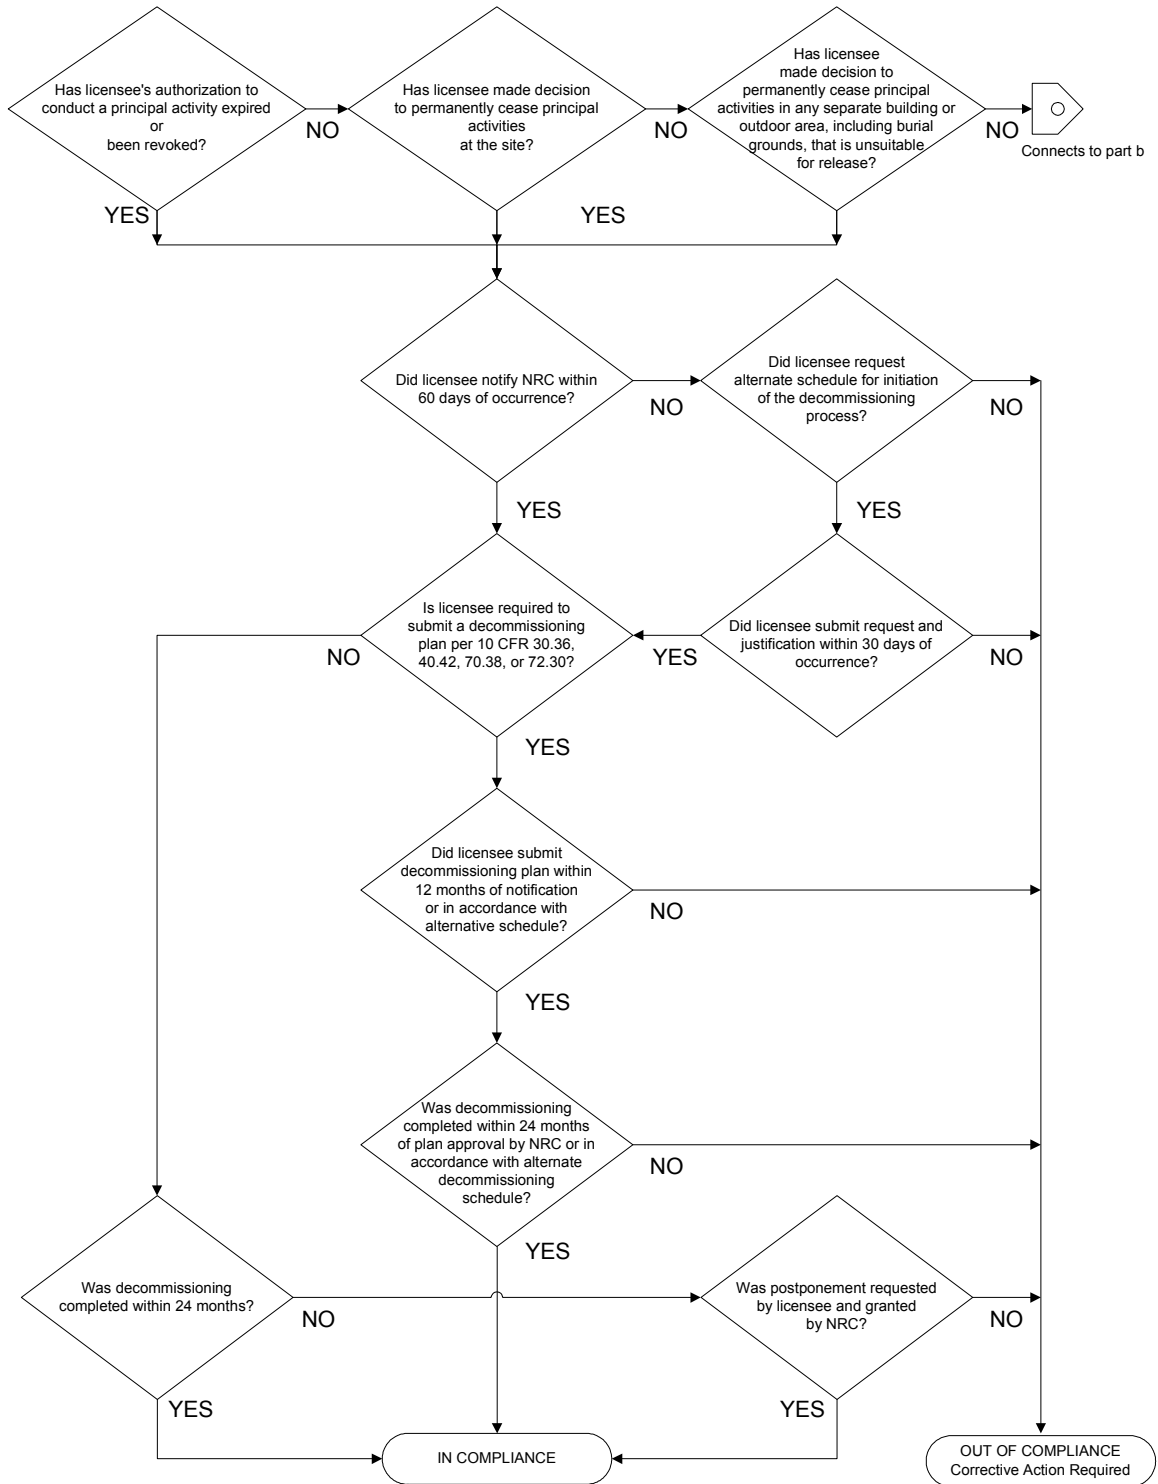 Has licensee's authorization to
conduct a principal activity expired
or
been revoked?
NO
YES
Has licensee made decision
to permanently cease principal
activities
at the site?
NO
YES
Has licensee
made decision to
permanently cease principal
activities in any separate building or
outdoor area, including burial
grounds, that is unsuitable
for release?
NO
Connects to part b
Did licensee notify NRC within
60 days of occurrence?
NO
YES
Did licensee request
alternate schedule for initiation
of the decommissioning
process?
NO
YES
Is licensee required to
submit a decommissioning
plan per 10 CFR 30.36,
40.42, 70.38, or 72.30?
NO
YES
Did licensee submit request and
justification within 30 days of
occurrence?
YES
NO
Did licensee submit
decommissioning plan within
12 months of notification
or in accordance with
alternative schedule?
NO
YES
Was decommissioning
completed within 24 months
of plan approval by NRC or in
accordance with alternate
decommissioning
schedule?
NO
YES
Was decommissioning
completed within 24 months?
NO
YES
Was postponement requested
by licensee and granted
by NRC?
NO
YES
IN COMPLIANCE
OUT OF COMPLIANCE
Corrective Action Required